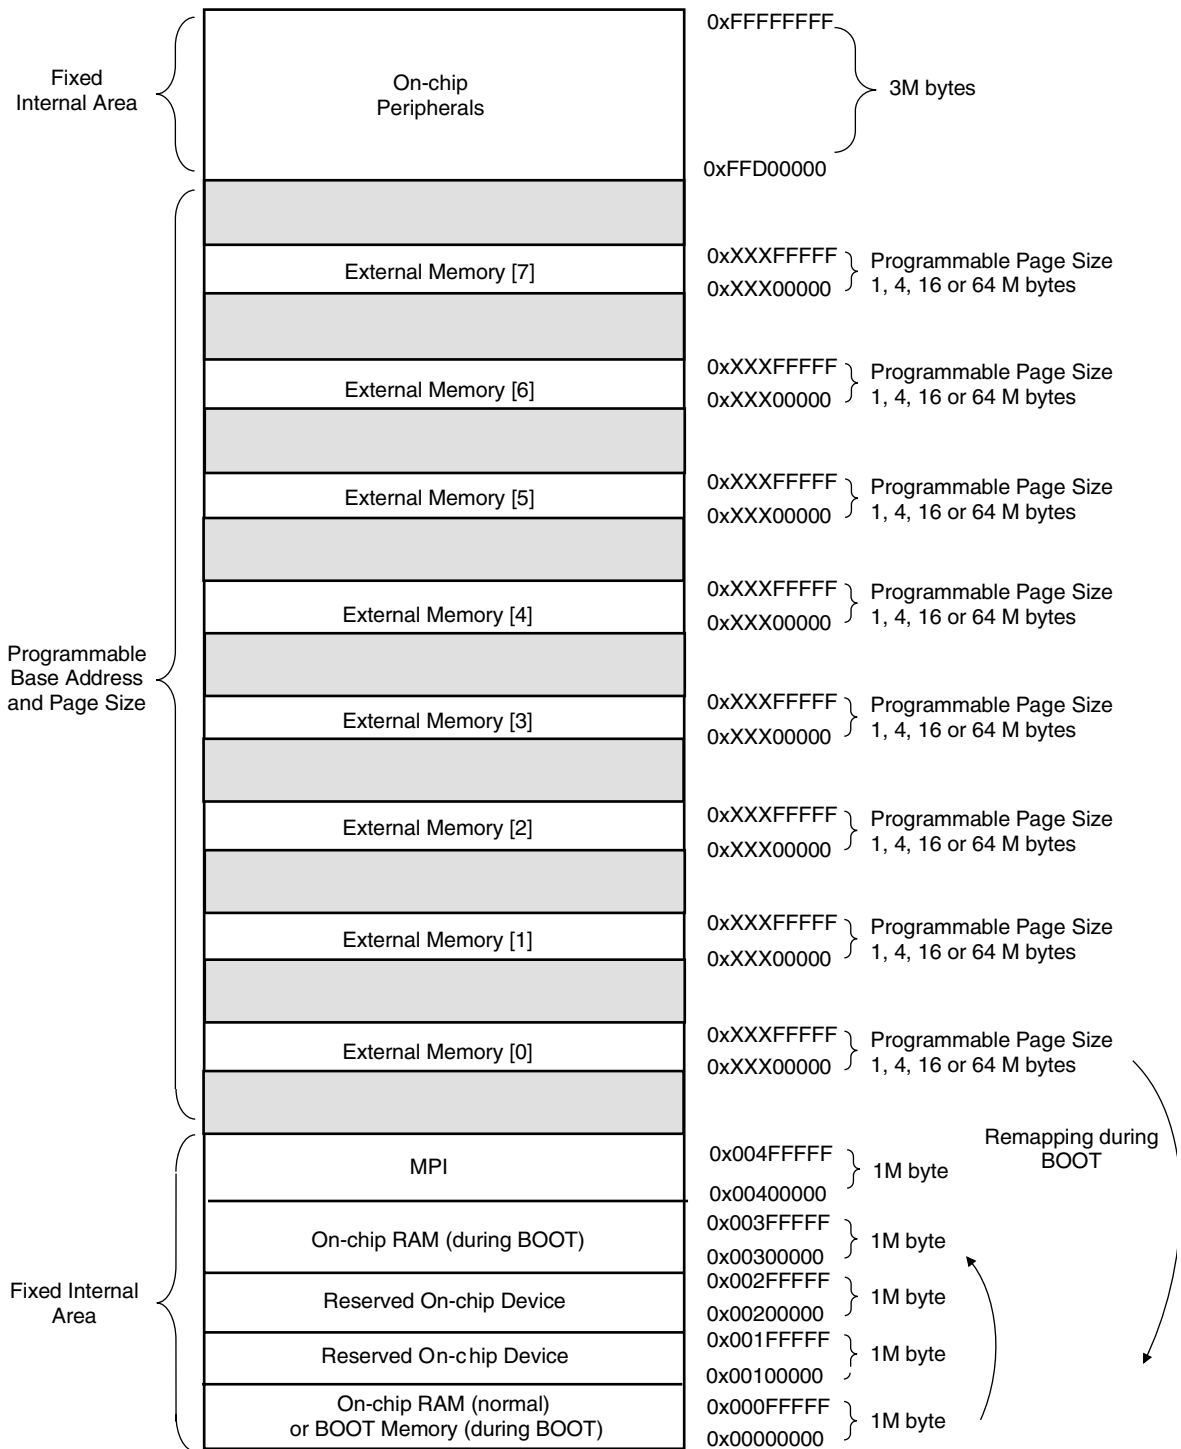 0xFFFFFFFF
Fixed
Internal Area
On-chip
Peripherals
3M bytes
0xFFD00000
Programmable
Base Address
and Page Size
External Memory [7]
0xXXXFFFFF
0xXXX00000
Programmable Page Size
1, 4, 16 or 64 M bytes
External Memory [6]
0xXXXFFFFF
0xXXX00000
Programmable Page Size
1, 4, 16 or 64 M bytes
External Memory [5]
0xXXXFFFFF
0xXXX00000
Programmable Page Size
1, 4, 16 or 64 M bytes
External Memory [4]
0xXXXFFFFF
0xXXX00000
Programmable Page Size
1, 4, 16 or 64 M bytes
External Memory [3]
0xXXXFFFFF
0xXXX00000
Programmable Page Size
1, 4, 16 or 64 M bytes
External Memory [2]
0xXXXFFFFF
0xXXX00000
Programmable Page Size
1, 4, 16 or 64 M bytes
External Memory [1]
0xXXXFFFFF
0xXXX00000
Programmable Page Size
1, 4, 16 or 64 M bytes
External Memory [0]
0xXXXFFFFF
0xXXX00000
Programmable Page Size
1, 4, 16 or 64 M bytes
Remapping during
BOOT
Fixed Internal
Area
MPI
0x004FFFFF
0x00400000
1M byte
On-chip RAM (during BOOT)
0x003FFFFF
0x00300000
1M byte
Reserved On-chip Device
0x002FFFFF
0x00200000
1M byte
Reserved On-chip Device
0x001FFFFF
0x00100000
1M byte
On-chip RAM (normal)
or BOOT Memory (during BOOT)
0x000FFFFF
0x00000000
1M byte